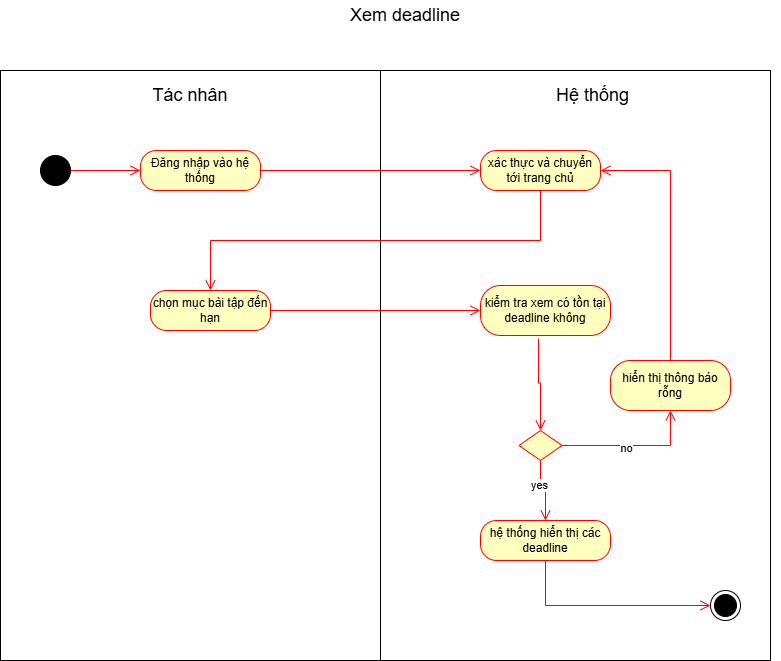 Xem deadline
Tác nhân
Hệ thống
Đăng nhập vào hệ
thống
xác thực và chuyển
tới trang chủ
chọn mục bài tập đến
hạn
kiểm tra xem có tồn tại
deadline không
hiển thị thông báo
rỗng
no
yes
hệ thống hiển thị các
deadline